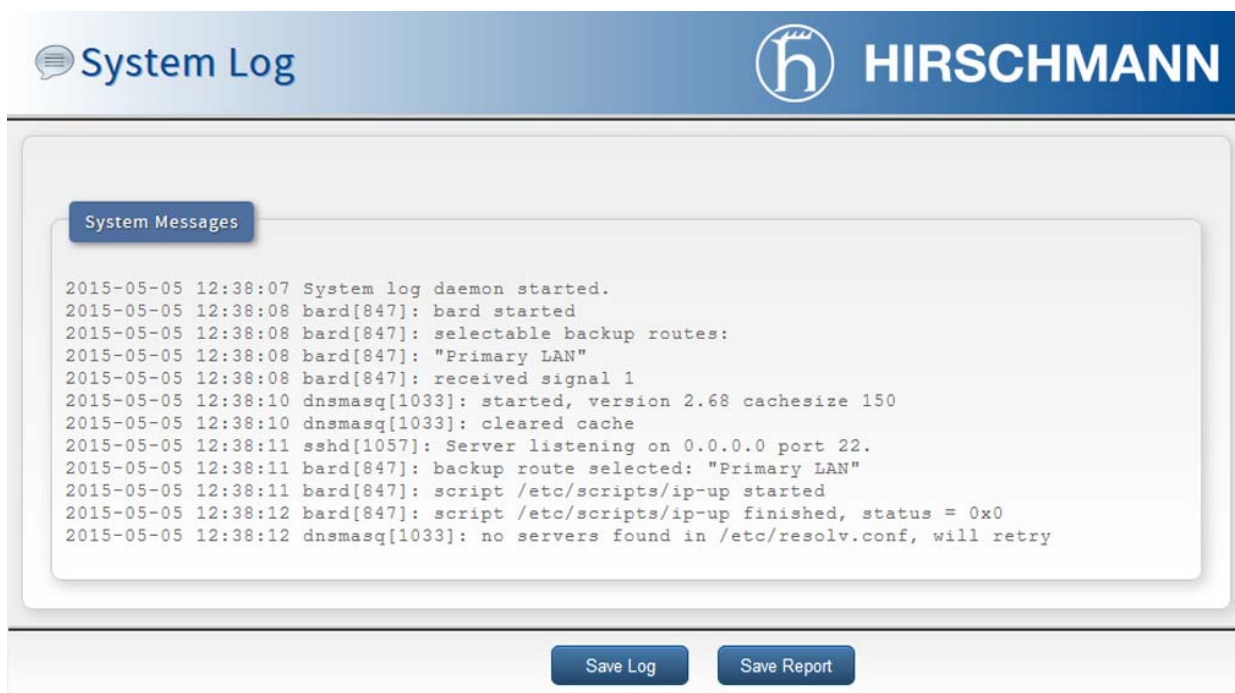 System Log
HIRSCHMANN
System Messages
2015-05-05 12:38:07 System log daemon started.
2015-05-05 12:38:08 bard[847]: bard started
2015-05-05 12:38:08 bard[847]: selectable backup routes:
2015-05-05 12:38:08 bard[847]: "Primary LAN"
2015-05-05 12:38:08 bard[847]: received signal 1
2015-05-05 12:38:10 dnsmasq[1033]: started, version 2.68 cachesize 150
2015-05-05 12:38:10 dnsmasq[1033]: cleared cache
2015-05-05 12:38:11 sshd[1057]: Server listening on 0.0.0.0 port 22.
2015-05-05 12:38:11 bard[847]: backup route selected: "Primary LAN"
2015-05-05 12:38:11 bard[847]: script /etc/scripts/ip-up started
2015-05-05 12:38:12 bard[847]: script /etc/scripts/ip-up finished, status = 0x0
2015-05-05 12:38:12 dnsmasq[1033]: no servers found in /etc/resolv.conf, will retry
Save Log Save Report